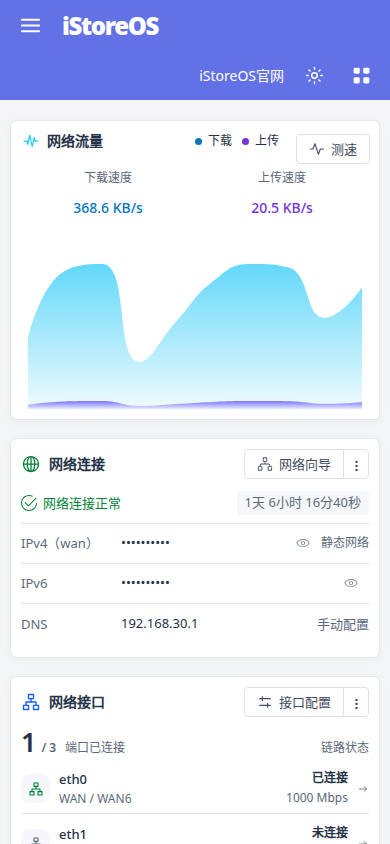 iStoreOS
iStoreOS官网
网络流量
下载 上传
测速
下载速度 上传速度
368.6 KB/s 20.5 KB/s
网络连接
网络向导
网络连接正常 1天 6小时 16分40秒
IPv4（wan） •••••••••• 静态网络
IPv6 ••••••••••
DNS 192.168.30.1 手动配置
网络接口
接口配置
1 / 3 端口已连接 链路状态
eth0 已连接
WAN / WAN6 1000 Mbps →
eth1 未连接